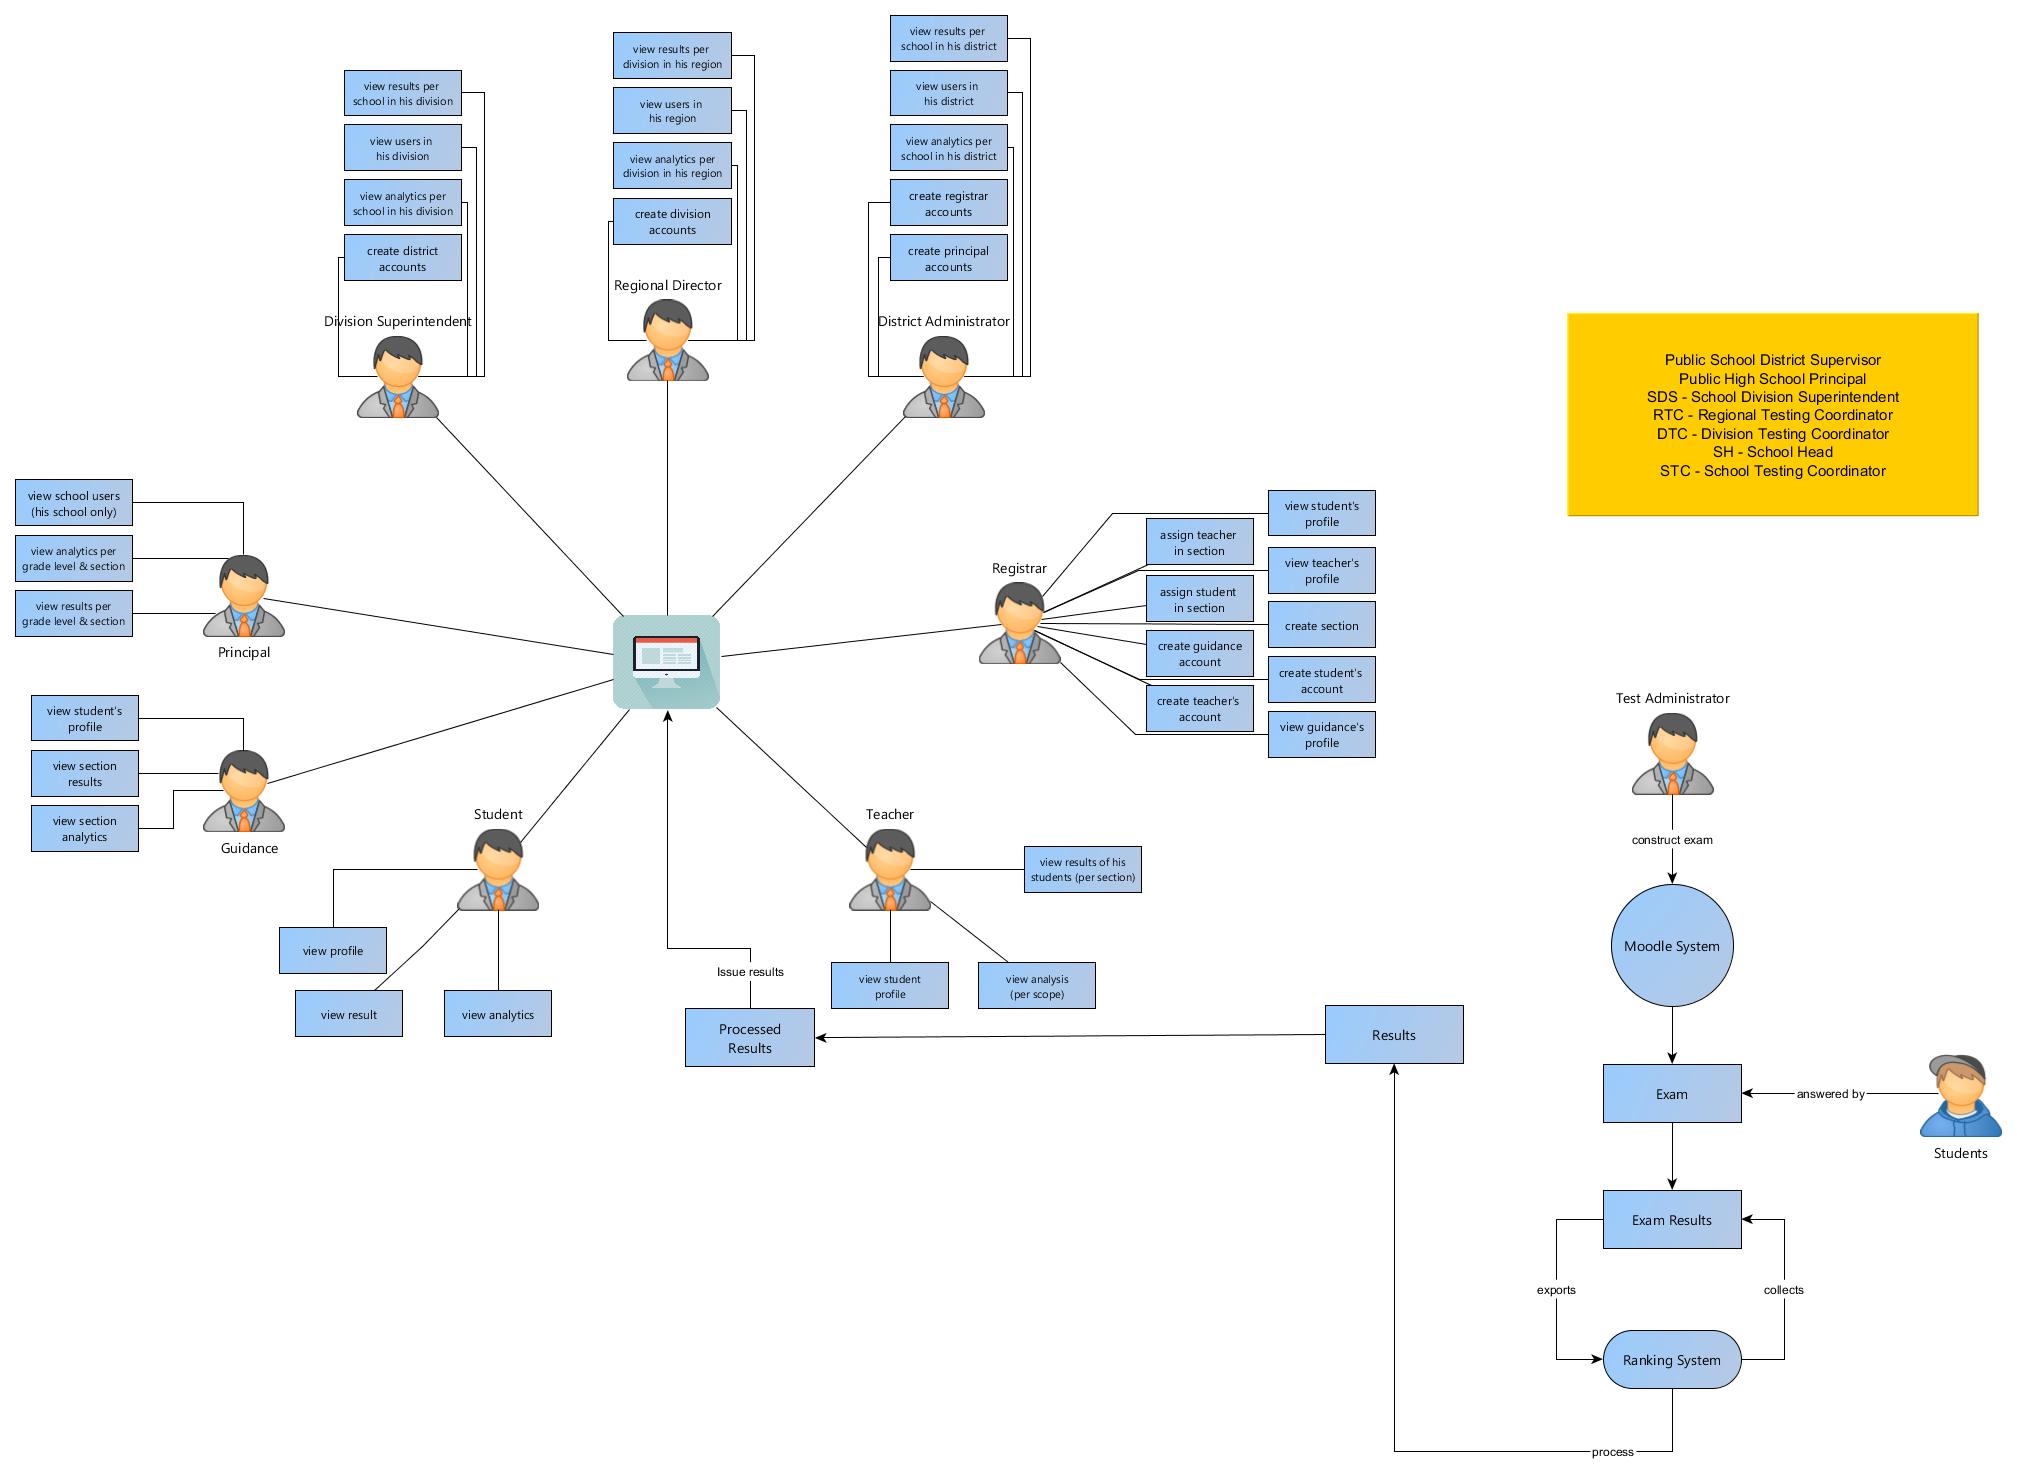 view results per
school in his division
view users in
his division
view analytics per
school in his division
create district
accounts
Division Superintendent
view results per
division in his region
view users in
his region
view analytics per
division in his region
create division
accounts
Regional Director
view results per
school in his district
view users in
his district
view analytics per
school in his district
create registrar
accounts
create principal
accounts
District Administrator
Public School District Supervisor
Public High School Principal
SDS - School Division Superintendent
RTC - Regional Testing Coordinator
DTC - Division Testing Coordinator
SH - School Head
STC - School Testing Coordinator
view school users
(his school only)
view analytics per
grade level & section
view results per
grade level & section
Principal
Registrar
view student's
profile
assign teacher
in section
view teacher's
profile
assign student
in section
create section
create guidance
account
create student's
account
create teacher's
account
view guidance's
profile
view student's
profile
view section
results
view section
analytics
Guidance
Student
view profile
view result
view analytics
Teacher
view results of his
students (per section)
view student
profile
view analysis
(per scope)
Issue results
Processed
Results
Results
Test Administrator
construct exam
Moodle System
Exam
answered by
Students
Exam Results
exports
collects
Ranking System
process